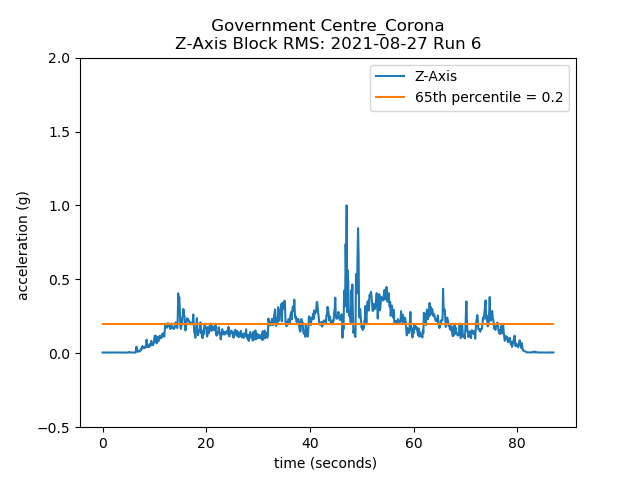 Government Centre_Corona
Z-Axis Block RMS: 2021-08-27 Run 6
Z-Axis
65th percentile = 0.2
2.0
1.5
1.0
0.5
0.0
−0.5
acceleration (g)
0 20 40 60 80
time (seconds)